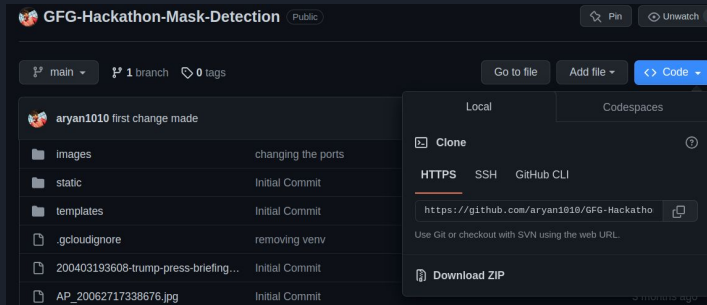 GFG-Hackathon-Mask-Detection Public
Pin
Unwatch
main
1 branch
0 tags
Go to file
Add file
<> Code
aryan1010 first change made
images changing the ports
static Initial Commit
templates Initial Commit
.gcloudignore removing venv
200403193608-trump-press-briefing... Initial Commit
AP_20062717338676.jpg Initial Commit
Local
Codespaces
Clone
HTTPS SSH GitHub CLI
https://github.com/aryan1010/GFG-Hackatho
Use Git or checkout with SVN using the web URL.
Download ZIP
months ago